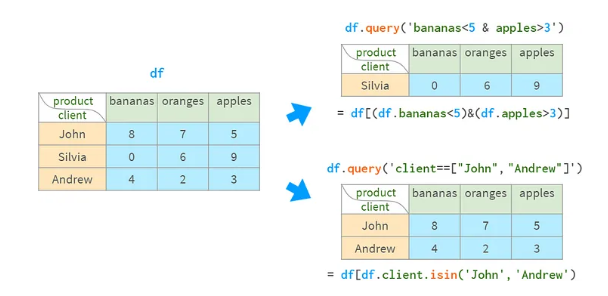 df
product bananas oranges apples
client
John 8 7 5
Silvia 0 6 9
Andrew 4 2 3
df.query('bananas<5 & apples>3')
product bananas oranges apples
client
Silvia 0 6 9
= df[(df.bananas<5)&(df.apples>3)]
df.query('client==["John","Andrew"]')
product bananas oranges apples
client
John 8 7 5
Andrew 4 2 3
= df[df.client.isin('John','Andrew')